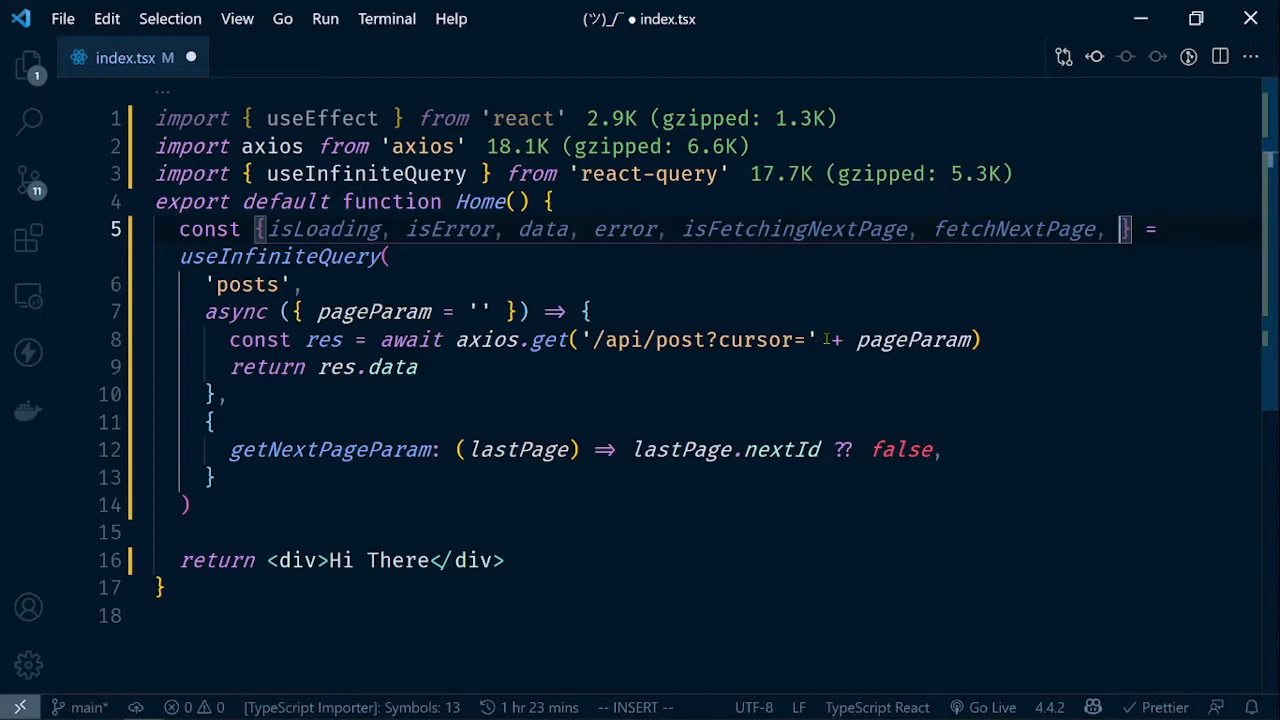 File Edit Selection View Go Run Terminal Help (ツ)_/¯ ● index.tsx
index.tsx M
1
11
...
1 import { useEffect } from 'react' 2.9K (gzipped: 1.3K)
2 import axios from 'axios' 18.1K (gzipped: 6.6K)
3 import { useInfiniteQuery } from 'react-query' 17.7K (gzipped: 5.3K)
4 export default function Home() {
5 const {isLoading, isError, data, error, isFetchingNextPage, fetchNextPage, } =
useInfiniteQuery(
6 'posts',
7 async ({ pageParam = '' }) => {
8 const res = await axios.get('/api/post?cursor=' + pageParam)
9 return res.data
10 },
11 {
12 getNextPageParam: (lastPage) => lastPage.nextId ?? false,
13 }
14 )
15
16 return <div>Hi There</div>
17 }
18
main* 0 0 [TypeScript Importer]: Symbols: 13 1 hr 23 mins -- INSERT -- UTF-8 LF TypeScript React Go Live 4.4.2 Prettier